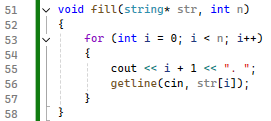 51 void fill(string* str, int n)
52 {
53 for (int i = 0; i < n; i++)
54 {
55 cout << i + 1 << ". ";
56 getline(cin, str[i]);
57 }
58 }